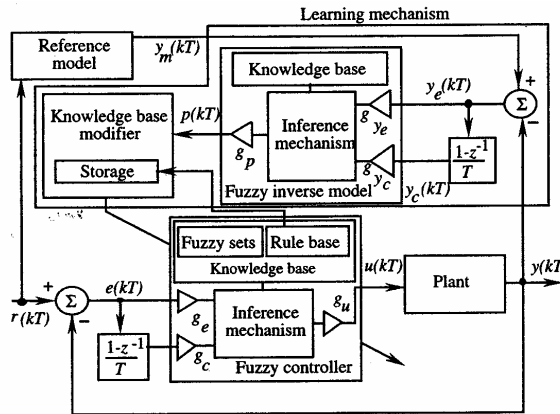 Learning mechanism
Reference
model
y_m(kT)
Knowledge base
y_e(kT)
+
Σ
−
Knowledge base
modifier
p(kT)
g_p
Inference
mechanism
g_{y_e}
g_{y_c}
1-z^{-1}
T
Storage
Fuzzy inverse model
y_c(kT)
Fuzzy sets
Rule base
Knowledge base
u(kT)
Plant
y(kT)
+
Σ
−
e(kT)
r(kT)
g_e
Inference
mechanism
g_u
1-z^{-1}
T
g_c
Fuzzy controller